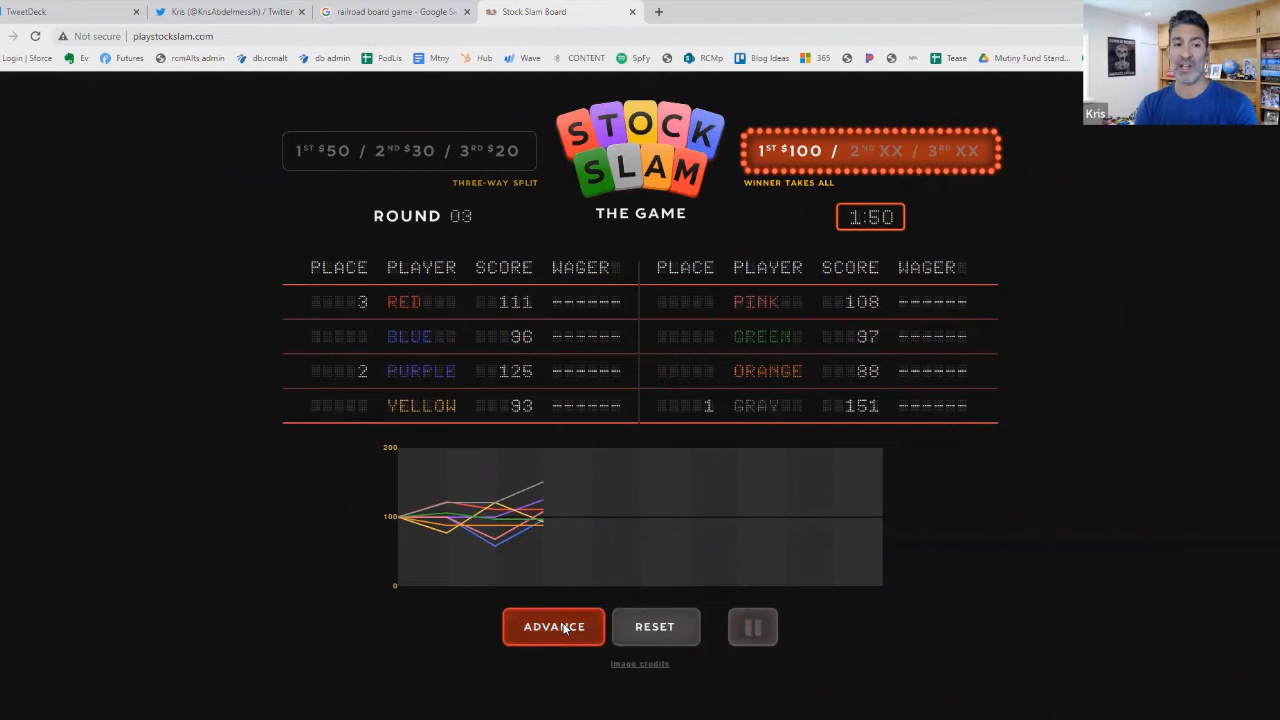 TweetDeck × Kris (@KrisAbdelmessih) / Twitter × railroad board game - Google Se × Stock Slam Board × +
Not secure | playstockslam.com
Login | Sforce Ev Futures rcmAlts admin db.rcmalt db admin PodLis Mtny Hub Wave CONTENT SpfFy RCMp Blog Ideas 365 Tease Mutiny Fund Stand...
Kris
STOCK
SLAM
THE GAME
1ST $50 / 2ND $30 / 3RD $20
THREE-WAY SPLIT
1ST $100 / 2ND XX / 3RD XX
WINNER TAKES ALL
ROUND 03
1:50
PLACE PLAYER SCORE WAGER PLACE PLAYER SCORE WAGER
3 RED 111 ------ PINK 108 ------
BLUE 96 ------ GREEN 97 ------
2 PURPLE 125 ------ ORANGE 88 ------
YELLOW 93 ------ 1 GRAY 151 ------
200
100
0
ADVANCE RESET
image credits